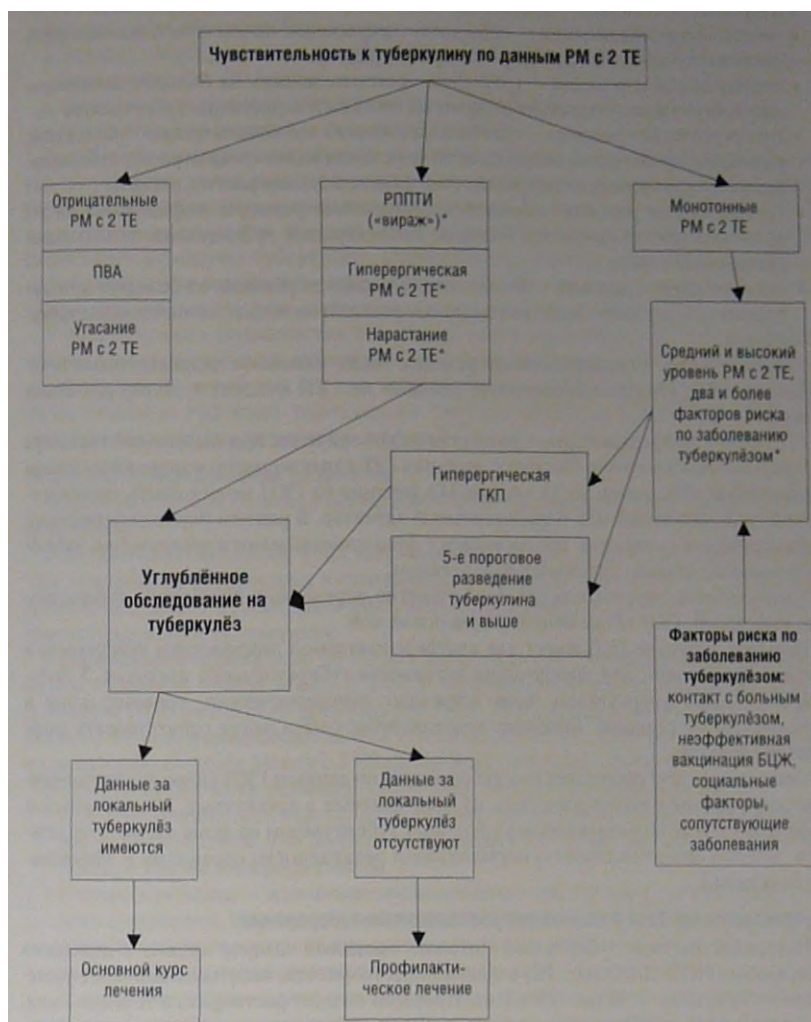 Чувствительность к туберкулину по данным РМ с 2 ТЕ
Отрицательные
РМ с 2 ТЕ
ПВА
Угасание
РМ с 2 ТЕ
РППТИ
(«вираж»)*
Гиперергическая
РМ с 2 ТЕ*
Нарастание
РМ с 2 ТЕ*
Монотонные
РМ с 2 ТЕ
Средний и высокий
уровень РМ с 2 ТЕ,
два и более
факторов риска
по заболеванию
туберкулёзом*
Гиперергическая
ГКП
5-е пороговое
разведение
туберкулина
и выше
Углублённое
обследование на
туберкулёз
Факторы риска по
заболеванию
туберкулёзом:
контакт с больным
туберкулёзом,
неэффективная
вакцинация БЦЖ,
социальные
факторы,
сопутствующие
заболевания
Данные за
локальный
туберкулёз
имеются
Данные за
локальный
туберкулёз
отсутствуют
Основной курс
лечения
Профилакти-
ческое лечение